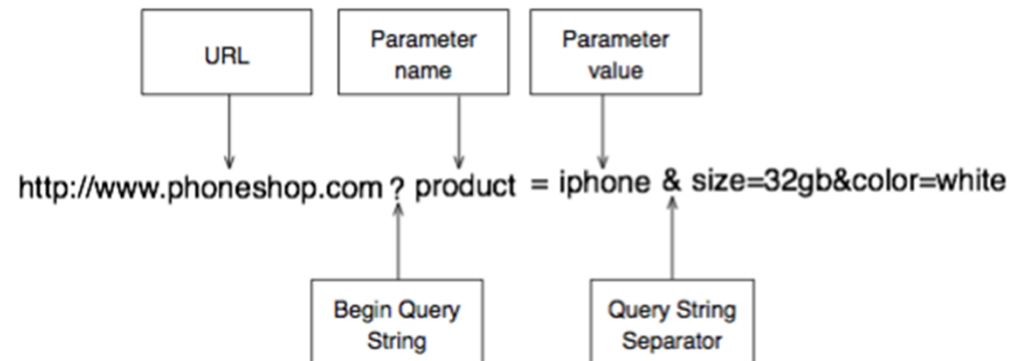 URL
Parameter
name
Parameter
value
http://www.phoneshop.com ? product = iphone & size=32gb&color=white
Begin Query
String
Query String
Separator